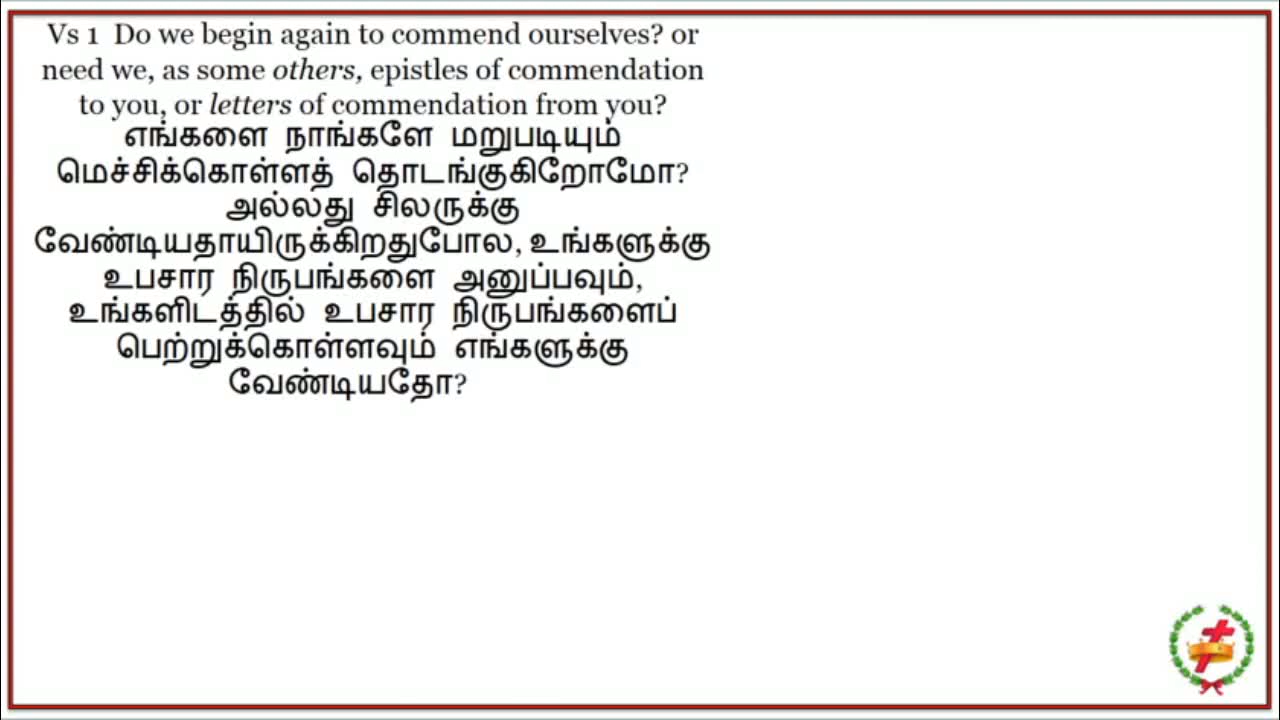 Vs 1 Do we begin again to commend ourselves? or
need we, as some others, epistles of commendation
to you, or letters of commendation from you?
எங்களை நாங்களே மறுபடியும்
மெச்சிக்கொள்ளத் தொடங்குகிறோமோ?
அல்லது சிலருக்கு
வேண்டியதாயிருக்கிறதுபோல, உங்களுக்கு
உபசார நிருபங்களை அனுப்பவும்,
உங்களிடத்தில் உபசார நிருபங்களைப்
பெற்றுக்கொள்ளவும் எங்களுக்கு
வேண்டியதோ?